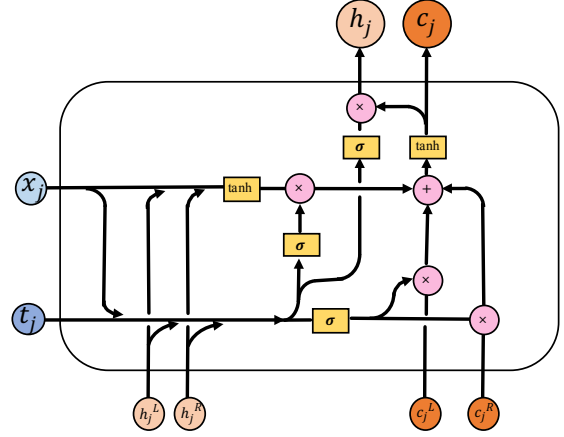 h_j c_j
×
σ tanh
x_j tanh × +
σ
×
t_j σ ×
h_j^L h_j^R c_j^L c_j^R